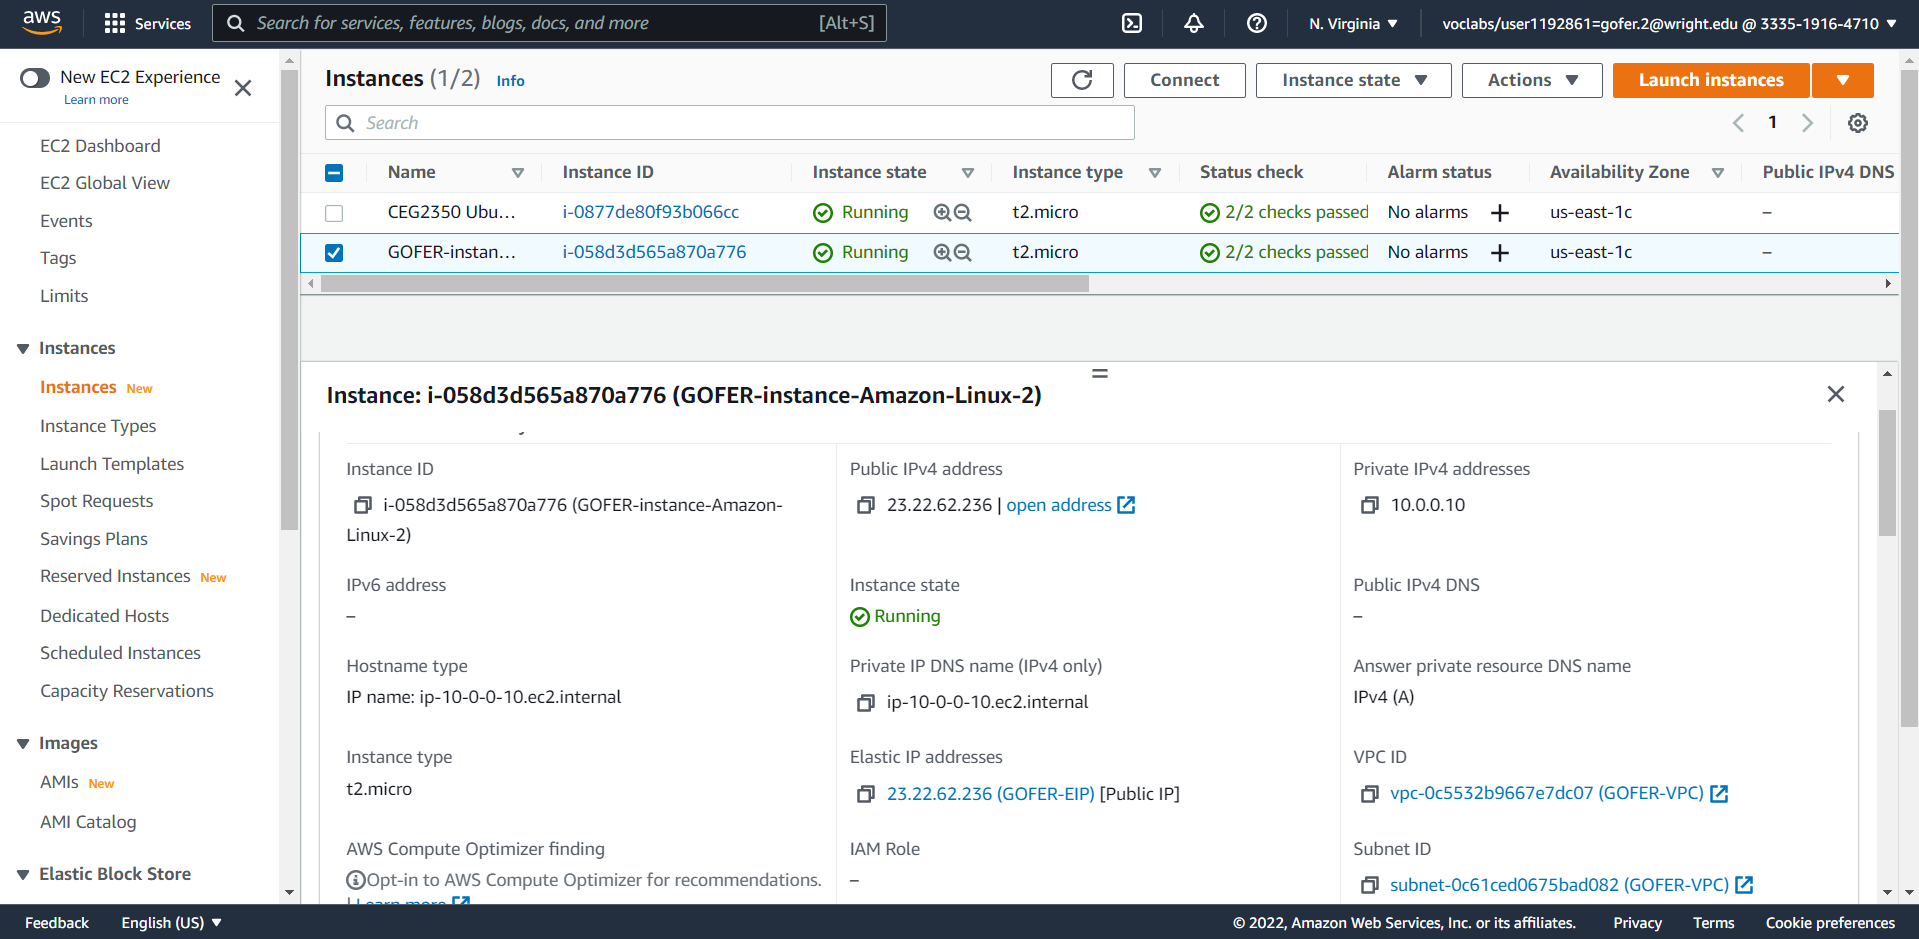 aws Services Search for services, features, blogs, docs, and more [Alt+S] N. Virginia voclabs/user1192861=gofer.2@wright.edu @ 3335-1916-4710
New EC2 Experience
Learn more
EC2 Dashboard
EC2 Global View
Events
Tags
Limits
Instances
Instances New
Instance Types
Launch Templates
Spot Requests
Savings Plans
Reserved Instances New
Dedicated Hosts
Scheduled Instances
Capacity Reservations
Images
AMIs New
AMI Catalog
Elastic Block Store
Instances (1/2) Info Connect Instance state Actions Launch instances
Search 1
Name Instance ID Instance state Instance type Status check Alarm status Availability Zone Public IPv4 DNS
CEG2350 Ubu... i-0877de80f93b066cc Running t2.micro 2/2 checks passed No alarms us-east-1c –
GOFER-instan... i-058d3d565a870a776 Running t2.micro 2/2 checks passed No alarms us-east-1c –
Instance: i-058d3d565a870a776 (GOFER-instance-Amazon-Linux-2)
Instance ID
i-058d3d565a870a776 (GOFER-instance-Amazon-
Linux-2)
Public IPv4 address
23.22.62.236 | open address
Private IPv4 addresses
10.0.0.10
IPv6 address
–
Instance state
Running
Public IPv4 DNS
–
Hostname type
IP name: ip-10-0-0-10.ec2.internal
Private IP DNS name (IPv4 only)
ip-10-0-0-10.ec2.internal
Answer private resource DNS name
IPv4 (A)
Instance type
t2.micro
Elastic IP addresses
23.22.62.236 (GOFER-EIP) [Public IP]
VPC ID
vpc-0c5532b9667e7dc07 (GOFER-VPC)
AWS Compute Optimizer finding
Opt-in to AWS Compute Optimizer for recommendations.
| Learn more
IAM Role
–
Subnet ID
subnet-0c61ced0675bad082 (GOFER-VPC)
Feedback English (US) © 2022, Amazon Web Services, Inc. or its affiliates. Privacy Terms Cookie preferences